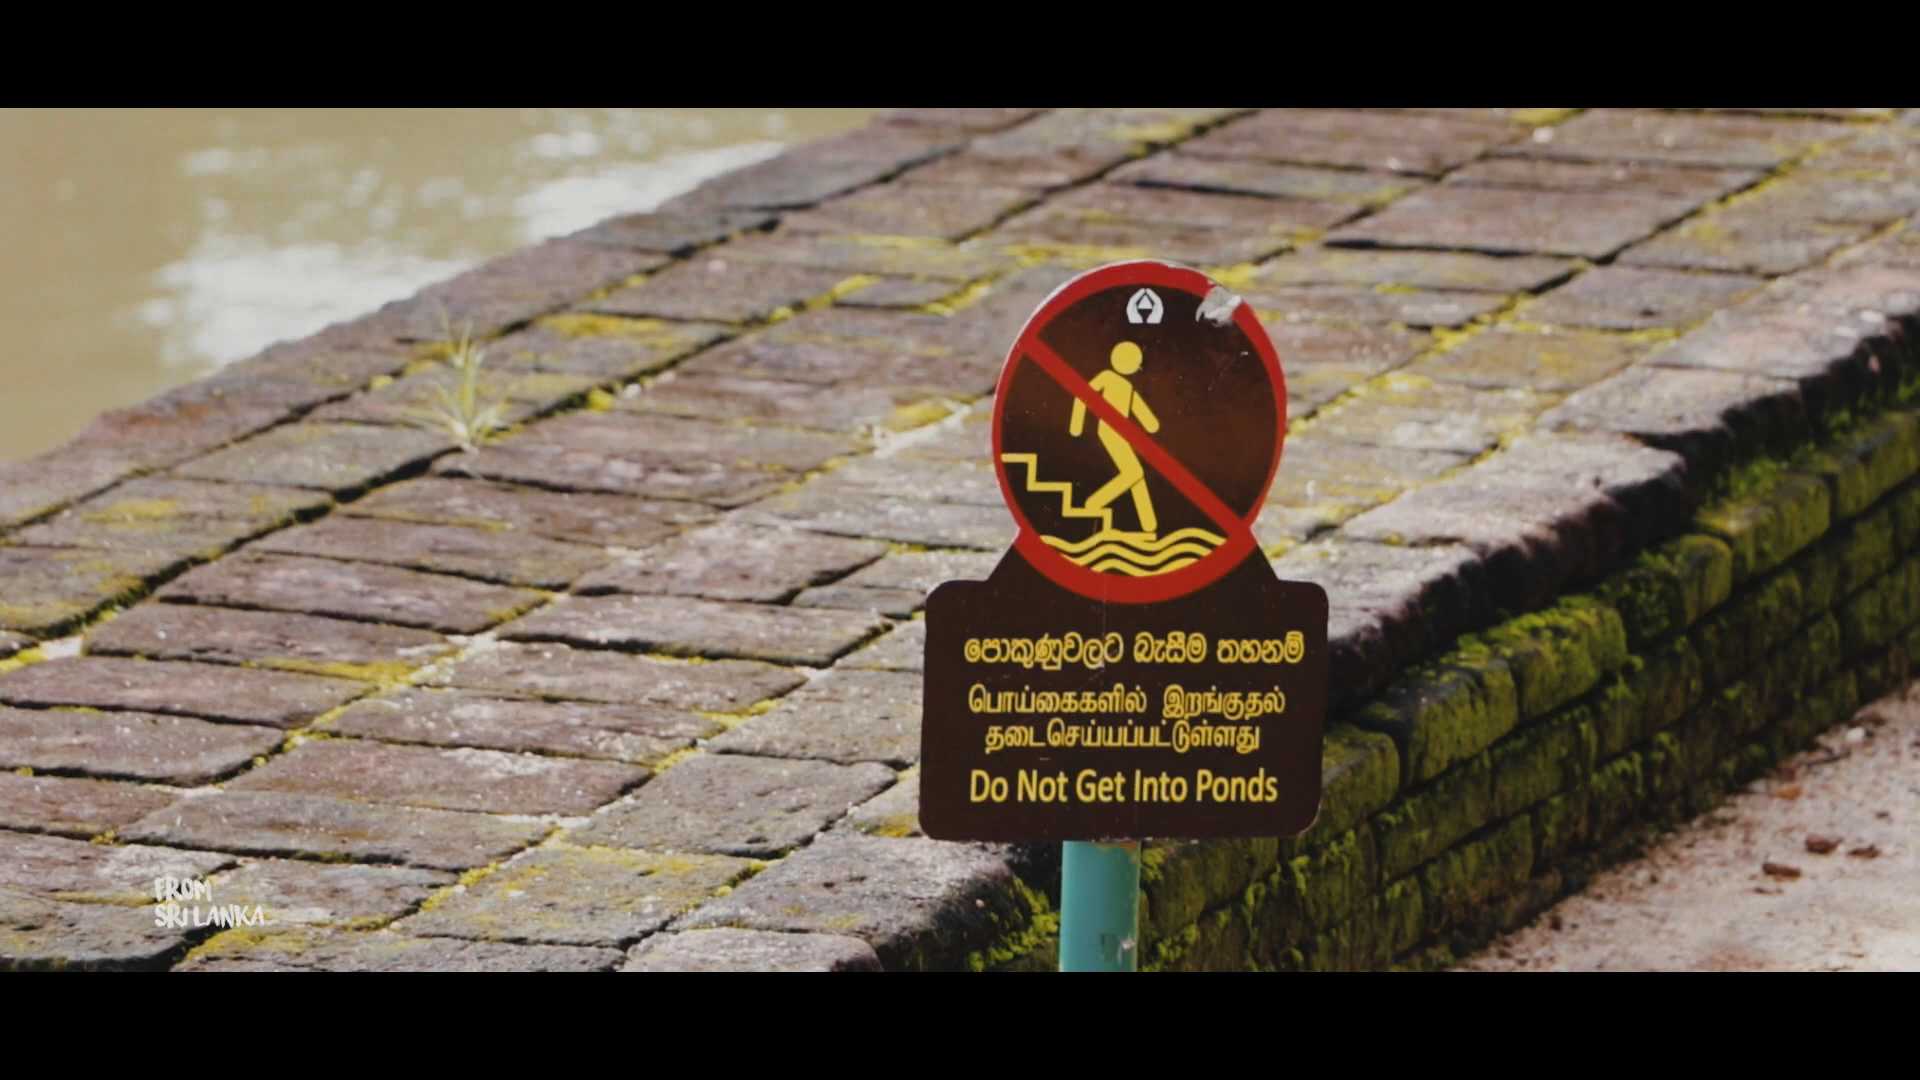 පොකුණුවලට බැසීම තහනම්
பொய்கைகளில் இறங்குதல்
தடைசெய்யப்பட்டுள்ளது
Do Not Get Into Ponds
FROM
SRI LANKA